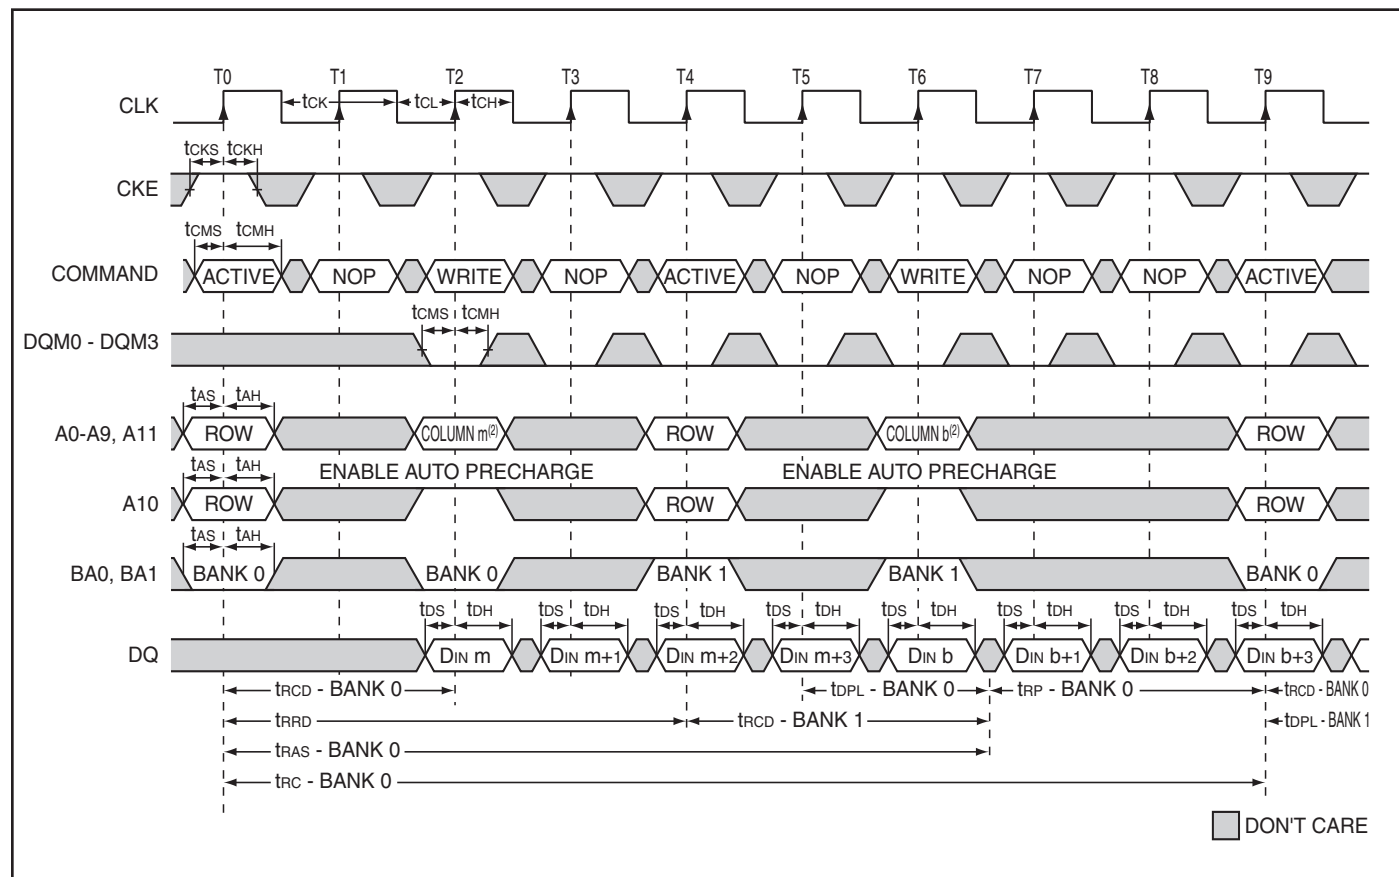 T0 T1 T2 T3 T4 T5 T6 T7 T8 T9
CLK tCK tCL tCH
tCKS tCKH
CKE
tCMS tCMH
COMMAND ACTIVE NOP WRITE NOP ACTIVE NOP WRITE NOP NOP ACTIVE
tCMS tCMH
DQM0 - DQM3
tAS tAH
A0-A9, A11 ROW COLUMN m(2) ROW COLUMN b(2) ROW
tAS tAH ENABLE AUTO PRECHARGE ENABLE AUTO PRECHARGE
A10 ROW ROW ROW
tAS tAH
BA0, BA1 BANK 0 BANK 0 BANK 1 BANK 1 BANK 0
tDS tDH tDS tDH tDS tDH tDS tDH tDS tDH tDS tDH tDS tDH tDS tDH
DQ DIN m DIN m+1 DIN m+2 DIN m+3 DIN b DIN b+1 DIN b+2 DIN b+3
tRCD - BANK 0 tDPL - BANK 0 tRP - BANK 0 tRCD - BANK 0
tRRD tRCD - BANK 1 tDPL - BANK 1
tRAS - BANK 0
tRC - BANK 0
DON'T CARE